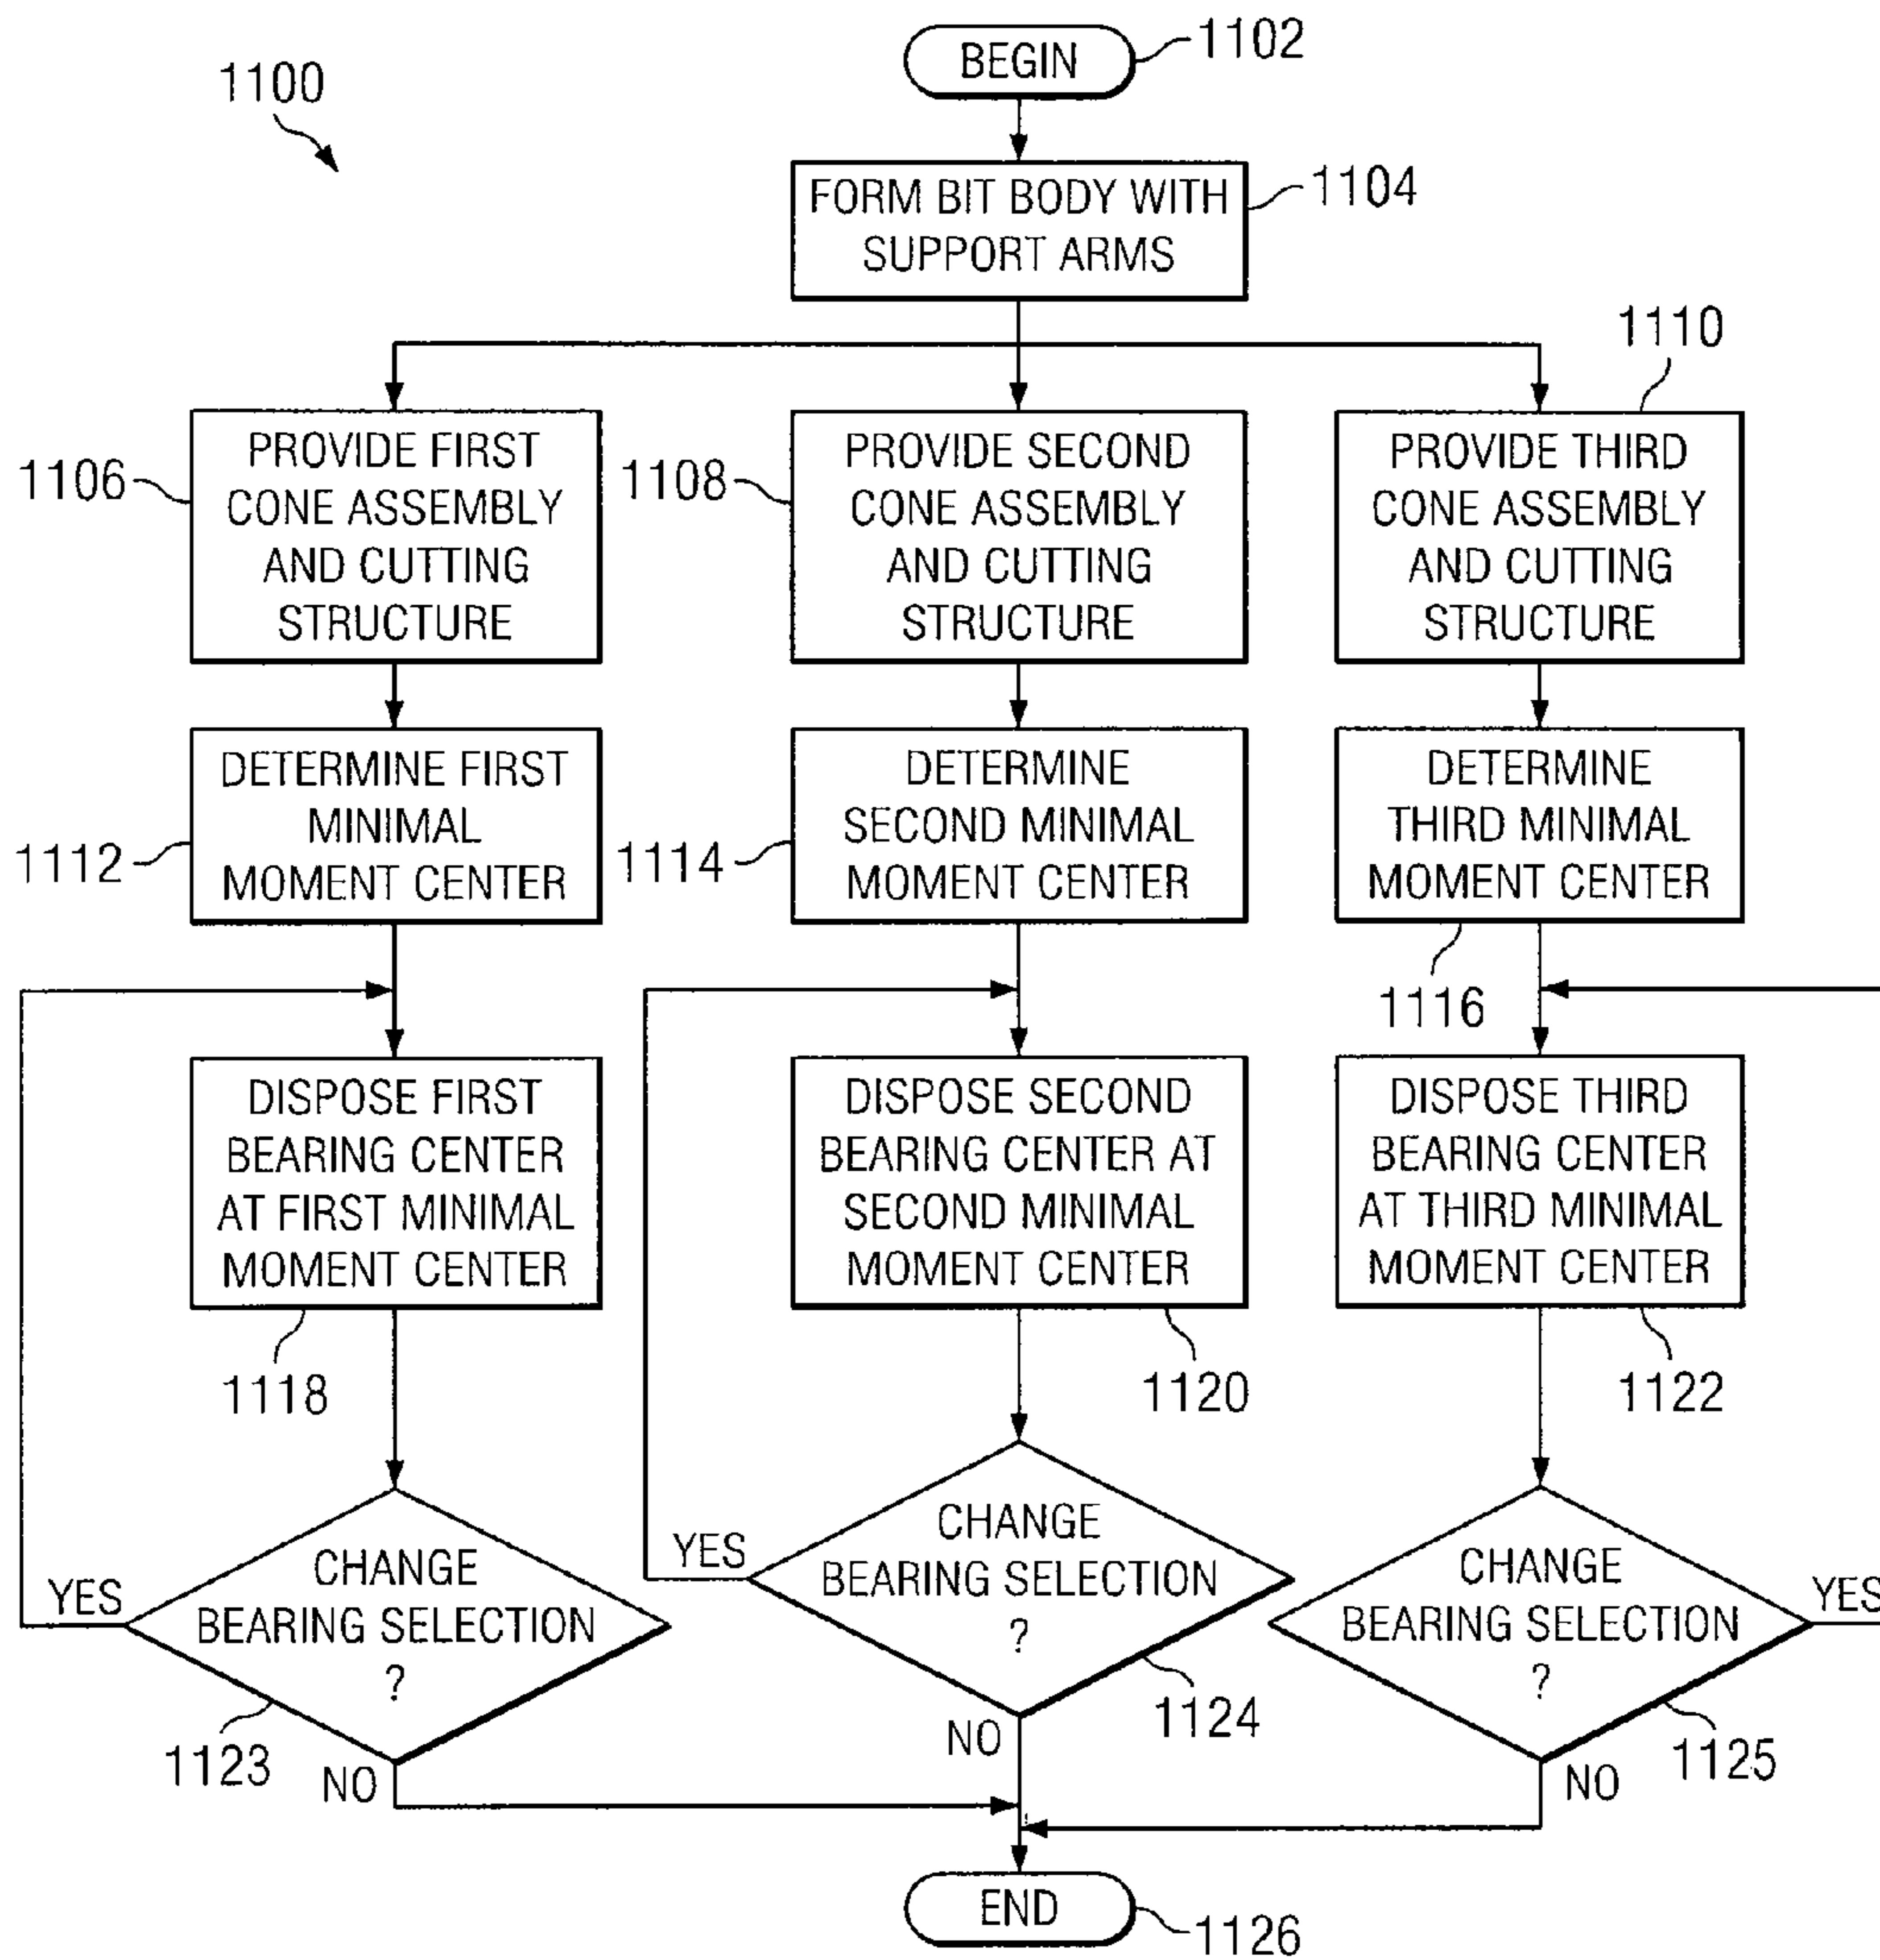 1100
BEGIN
1102
FORM BIT BODY WITH
SUPPORT ARMS
1104
1106
PROVIDE FIRST
CONE ASSEMBLY
AND CUTTING
STRUCTURE
1108
PROVIDE SECOND
CONE ASSEMBLY
AND CUTTING
STRUCTURE
1110
PROVIDE THIRD
CONE ASSEMBLY
AND CUTTING
STRUCTURE
1112
DETERMINE FIRST
MINIMAL
MOMENT CENTER
1114
DETERMINE
SECOND MINIMAL
MOMENT CENTER
DETERMINE
THIRD MINIMAL
MOMENT CENTER
1116
DISPOSE FIRST
BEARING CENTER
AT FIRST MINIMAL
MOMENT CENTER
1118
DISPOSE SECOND
BEARING CENTER AT
SECOND MINIMAL
MOMENT CENTER
1120
DISPOSE THIRD
BEARING CENTER
AT THIRD MINIMAL
MOMENT CENTER
1122
YES
CHANGE
BEARING SELECTION
?
1123
NO
YES
CHANGE
BEARING SELECTION
?
1124
NO
CHANGE
BEARING SELECTION
?
YES
1125
NO
END
1126